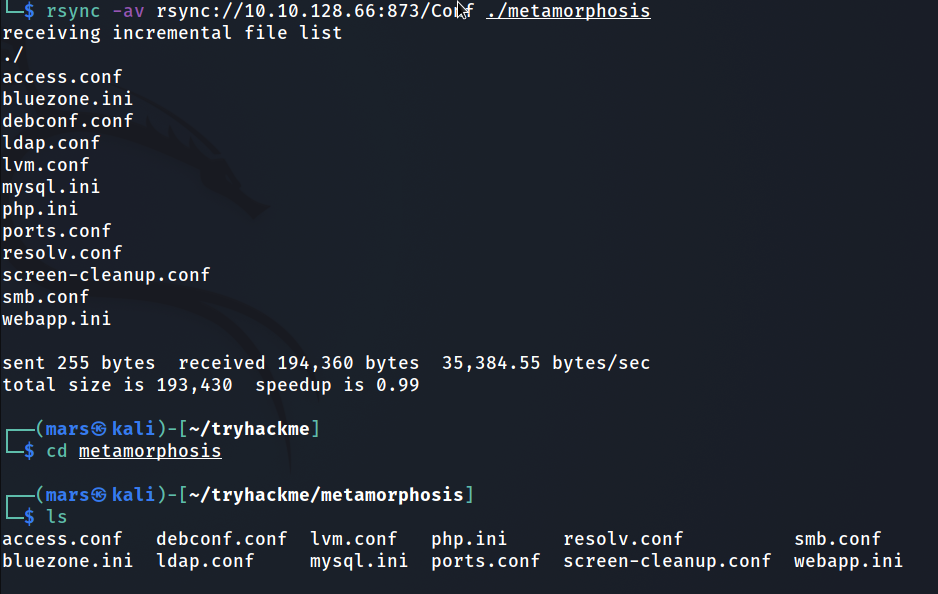 └─$ rsync -av rsync://10.10.128.66:873/Conf ./metamorphosis
receiving incremental file list
./
access.conf
bluezone.ini
debconf.conf
ldap.conf
lvm.conf
mysql.ini
php.ini
ports.conf
resolv.conf
screen-cleanup.conf
smb.conf
webapp.ini
sent 255 bytes  received 194,360 bytes  35,384.55 bytes/sec
total size is 193,430  speedup is 0.99
┌──(mars㉿kali)-[~/tryhackme]
└─$ cd metamorphosis
┌──(mars㉿kali)-[~/tryhackme/metamorphosis]
└─$ ls
access.conf   debconf.conf  lvm.conf   php.ini     resolv.conf          smb.conf
bluezone.ini  ldap.conf     mysql.ini  ports.conf  screen-cleanup.conf  webapp.ini